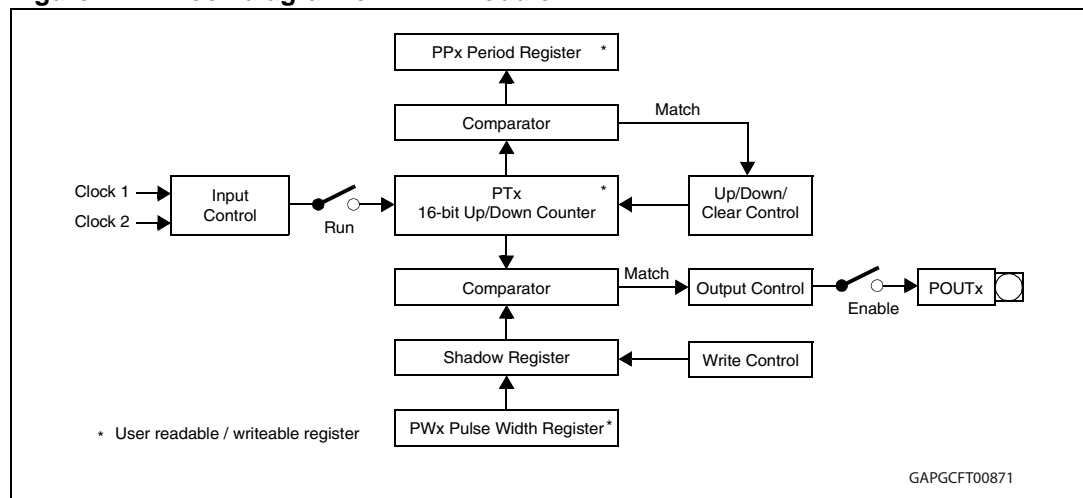 PPx Period Register *
Comparator
Match
Clock 1
Clock 2
Input
Control
Run
PTx *
16-bit Up/Down Counter
Up/Down/
Clear Control
Comparator
Match
Output Control
Enable
POUTx
Shadow Register
Write Control
PWx Pulse Width Register *
* User readable / writeable register
GAPGCFT00871